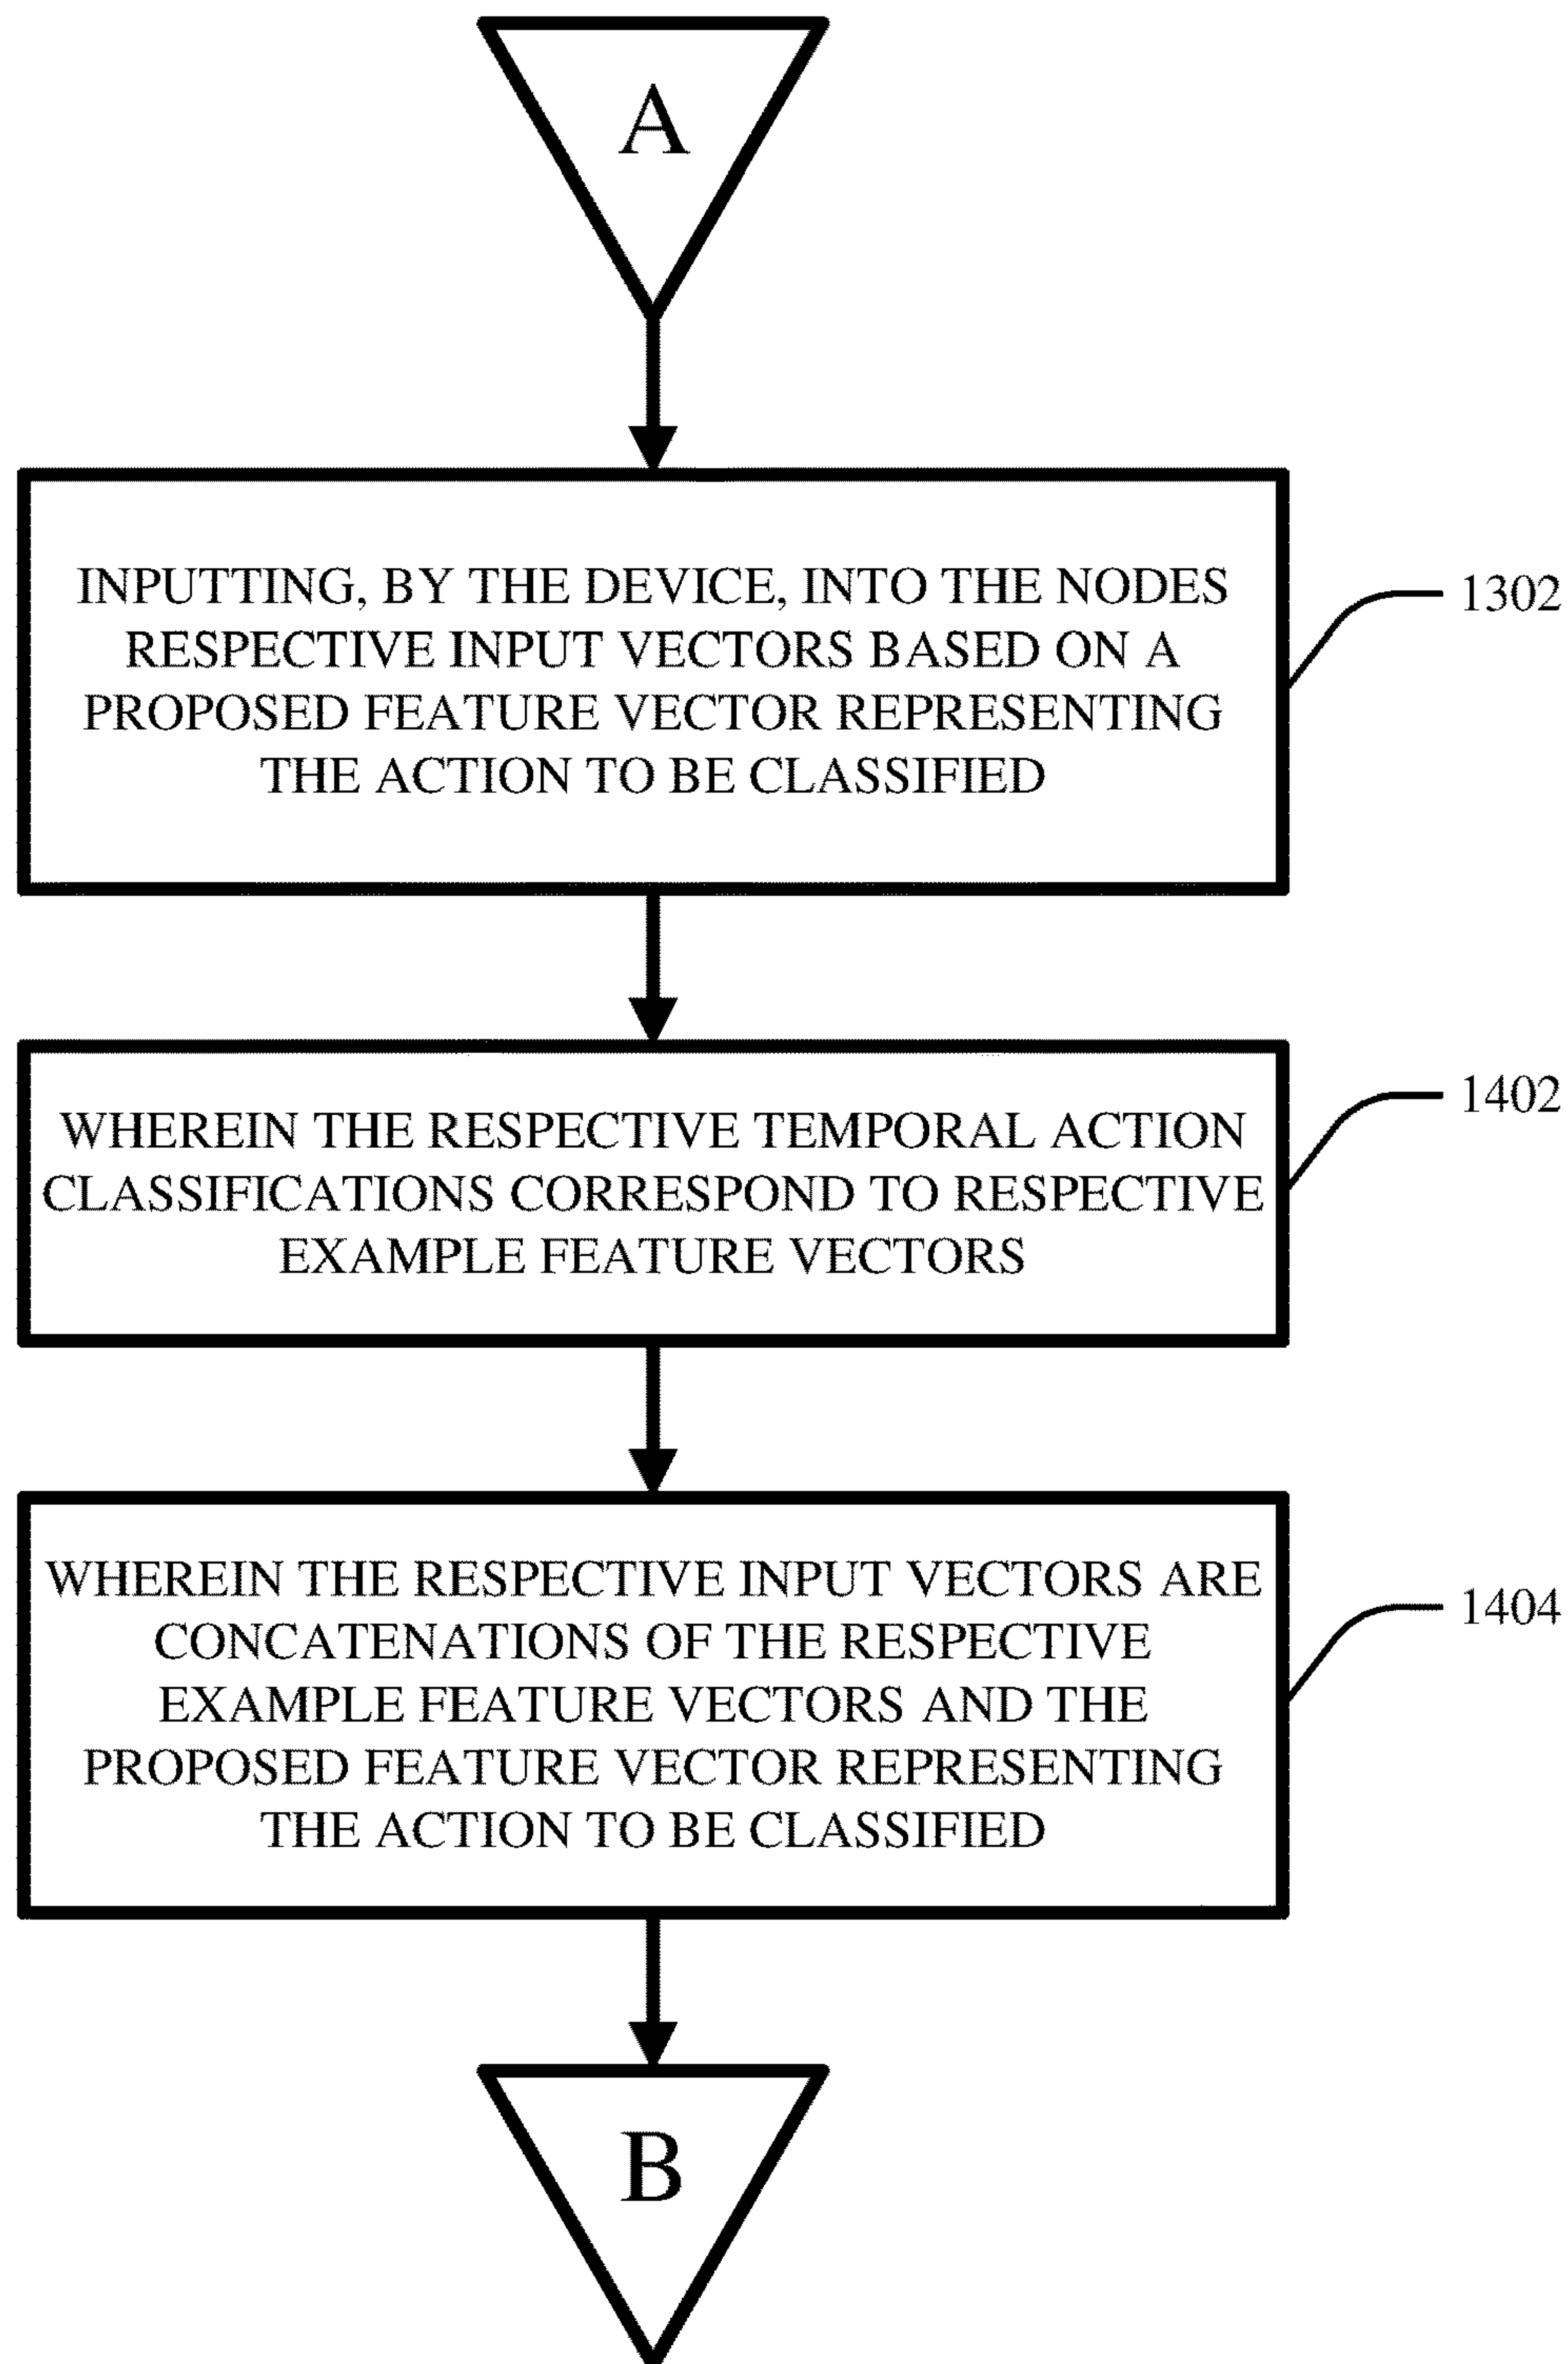 A
INPUTTING, BY THE DEVICE, INTO THE NODES
RESPECTIVE INPUT VECTORS BASED ON A
PROPOSED FEATURE VECTOR REPRESENTING
THE ACTION TO BE CLASSIFIED
1302
WHEREIN THE RESPECTIVE TEMPORAL ACTION
CLASSIFICATIONS CORRESPOND TO RESPECTIVE
EXAMPLE FEATURE VECTORS
1402
WHEREIN THE RESPECTIVE INPUT VECTORS ARE
CONCATENATIONS OF THE RESPECTIVE
EXAMPLE FEATURE VECTORS AND THE
PROPOSED FEATURE VECTOR REPRESENTING
THE ACTION TO BE CLASSIFIED
1404
B